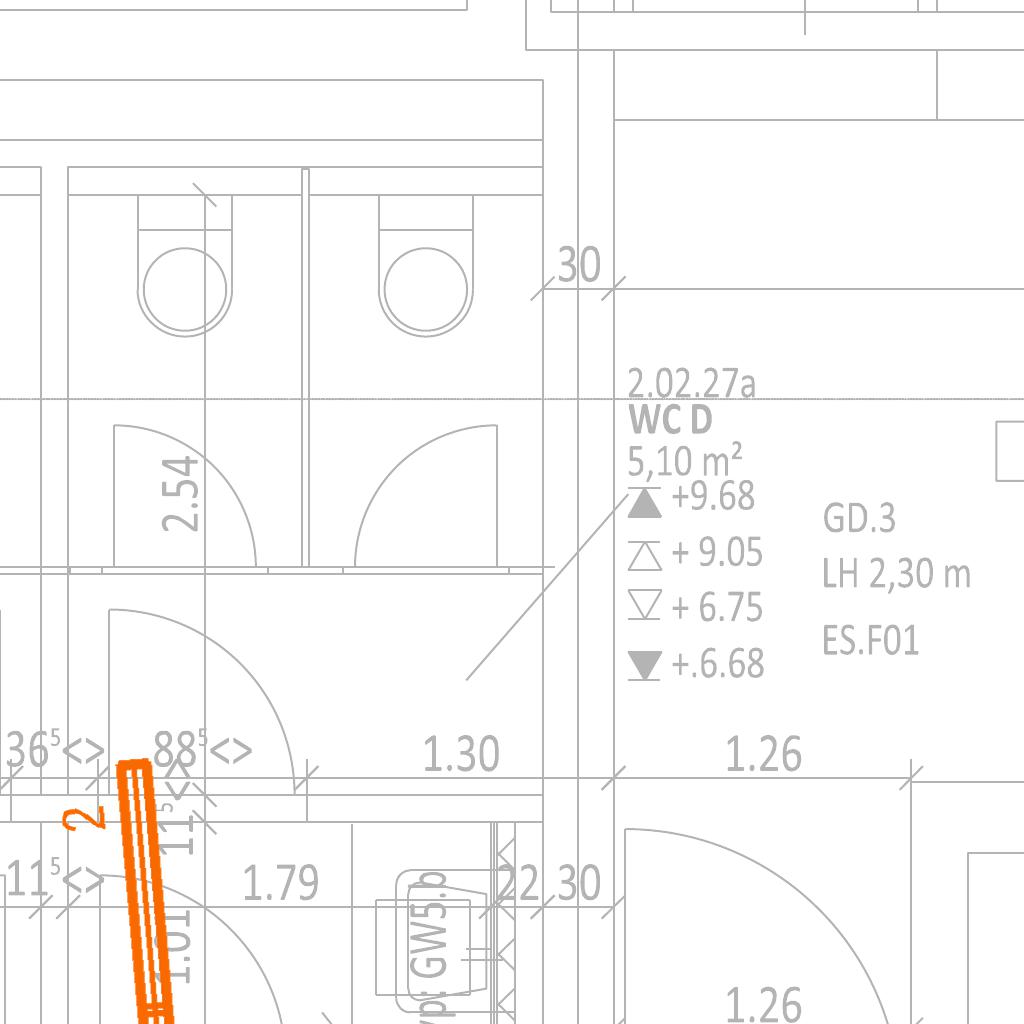 30
2.02.27a
WC D
5,10 m²
+9.68
+ 9.05
+ 6.75
+.6.68
GD.3
LH 2,30 m
ES.F01
2.54
36⁵<>
88⁵<>
1.30
1.26
2
11⁵<>
11⁵<>
1.79
22
30
1.01
GW5.0
1.26